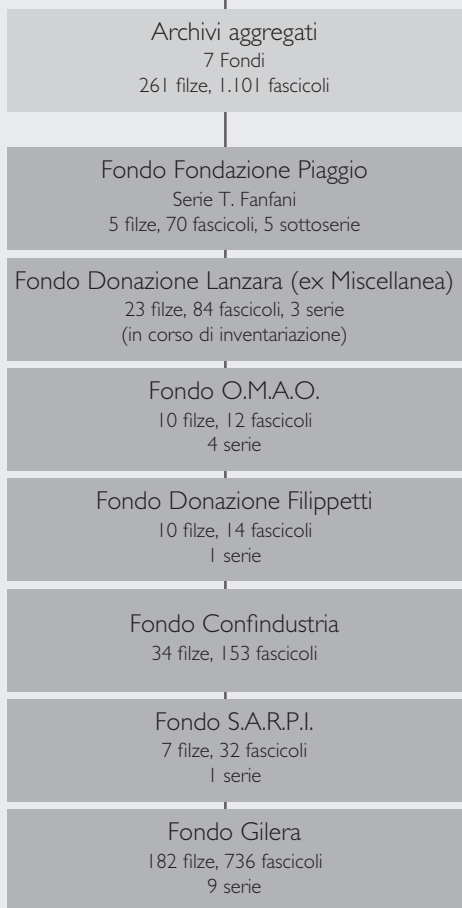 Archivi aggregati
7 Fondi
261 filze, 1.101 fascicoli
Fondo Fondazione Piaggio
Serie T. Fanfani
5 filze, 70 fascicoli, 5 sottoserie
Fondo Donazione Lanzara (ex Miscellanea)
23 filze, 84 fascicoli, 3 serie
(in corso di inventariazione)
Fondo O.M.A.O.
10 filze, 12 fascicoli
4 serie
Fondo Donazione Filippetti
10 filze, 14 fascicoli
1 serie
Fondo Confindustria
34 filze, 153 fascicoli
Fondo S.A.R.P.I.
7 filze, 32 fascicoli
1 serie
Fondo Gilera
182 filze, 736 fascicoli
9 serie